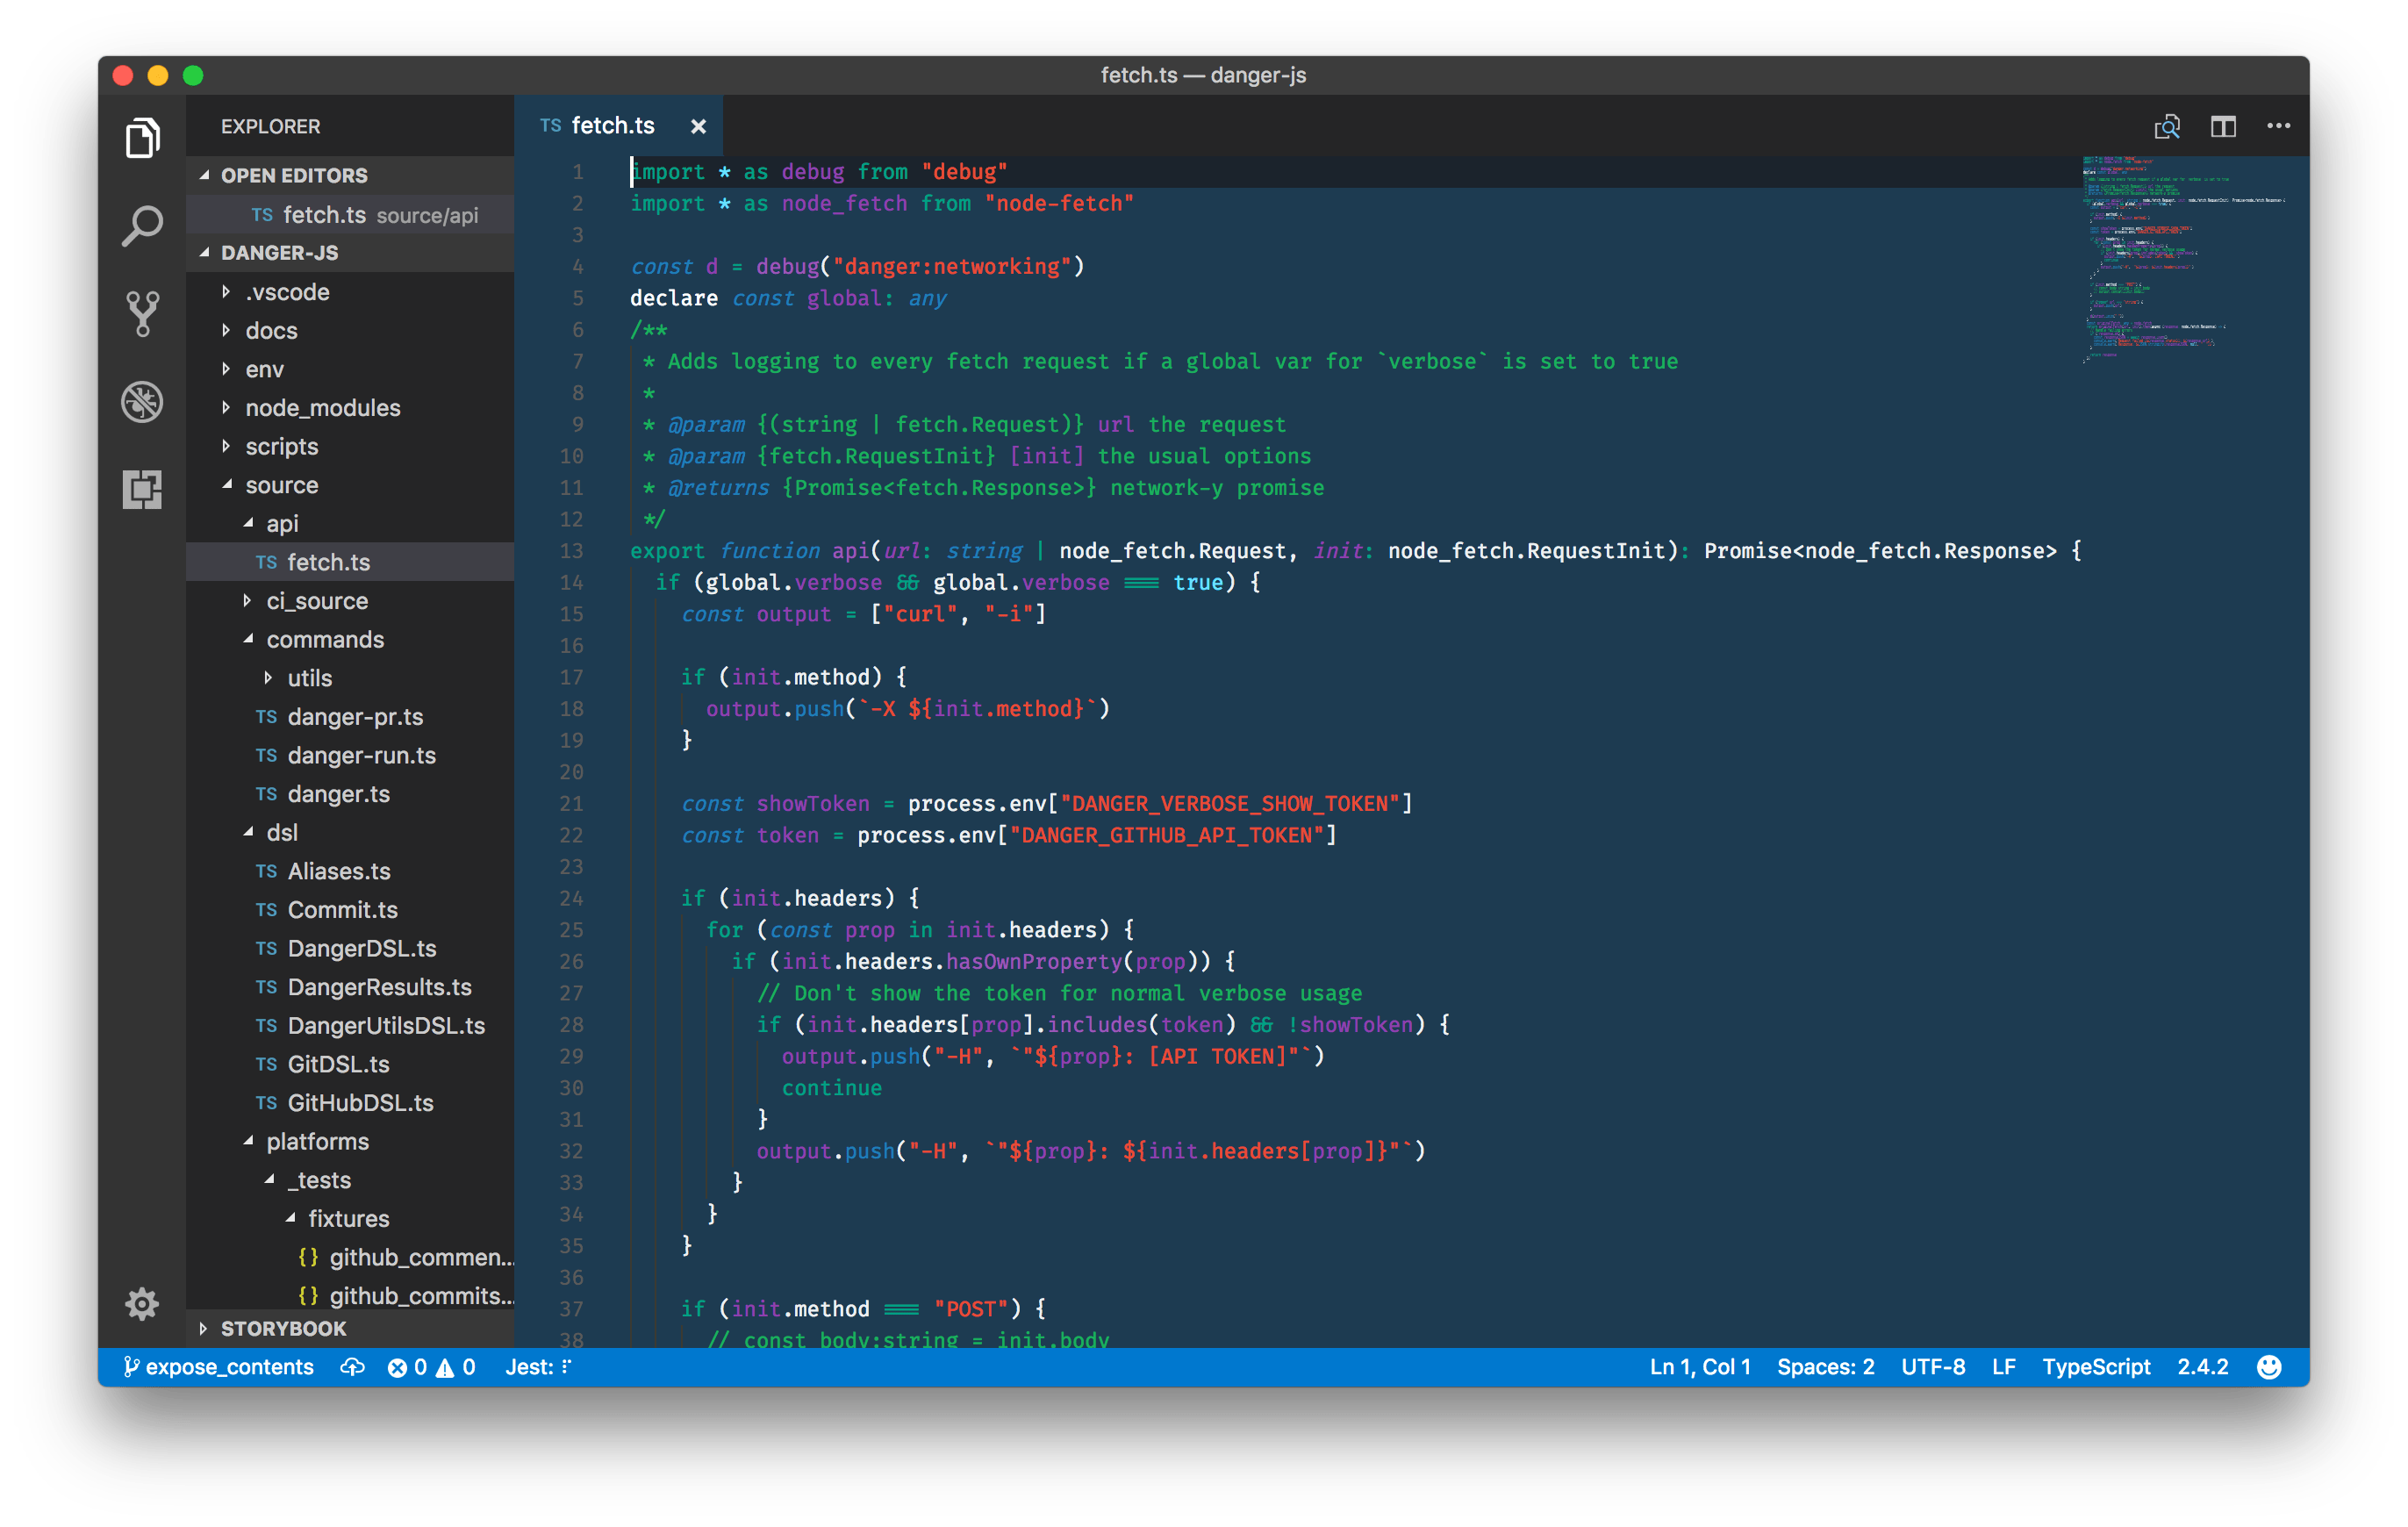 fetch.ts — danger-js
EXPLORER
OPEN EDITORS
TS fetch.ts source/api
DANGER-JS
.vscode
docs
env
node_modules
scripts
source
api
TS fetch.ts
ci_source
commands
utils
TS danger-pr.ts
TS danger-run.ts
TS danger.ts
dsl
TS Aliases.ts
TS Commit.ts
TS DangerDSL.ts
TS DangerResults.ts
TS DangerUtilsDSL.ts
TS GitDSL.ts
TS GitHubDSL.ts
platforms
_tests
fixtures
{} github_commen...
{} github_commits...
STORYBOOK
TS fetch.ts ×
1 import * as debug from "debug"
2 import * as node_fetch from "node-fetch"
3
4 const d = debug("danger:networking")
5 declare const global: any
6 /**
7 * Adds logging to every fetch request if a global var for `verbose` is set to true
8 *
9 * @param {(string | fetch.Request)} url the request
10 * @param {fetch.RequestInit} [init] the usual options
11 * @returns {Promise<fetch.Response>} network-y promise
12 */
13 export function api(url: string | node_fetch.Request, init: node_fetch.RequestInit): Promise<node_fetch.Response> {
14 if (global.verbose && global.verbose === true) {
15 const output = ["curl", "-i"]
16
17 if (init.method) {
18 output.push(`-X ${init.method}`)
19 }
20
21 const showToken = process.env["DANGER_VERBOSE_SHOW_TOKEN"]
22 const token = process.env["DANGER_GITHUB_API_TOKEN"]
23
24 if (init.headers) {
25 for (const prop in init.headers) {
26 if (init.headers.hasOwnProperty(prop)) {
27 // Don't show the token for normal verbose usage
28 if (init.headers[prop].includes(token) && !showToken) {
29 output.push("-H", `"${prop}: [API TOKEN]"`)
30 continue
31 }
32 output.push("-H", `"${prop}: ${init.headers[prop]}"`)
33 }
34 }
35 }
36
37 if (init.method === "POST") {
38 // const body:string = init.body
expose_contents 0 0 Jest:
Ln 1, Col 1 Spaces: 2 UTF-8 LF TypeScript 2.4.2